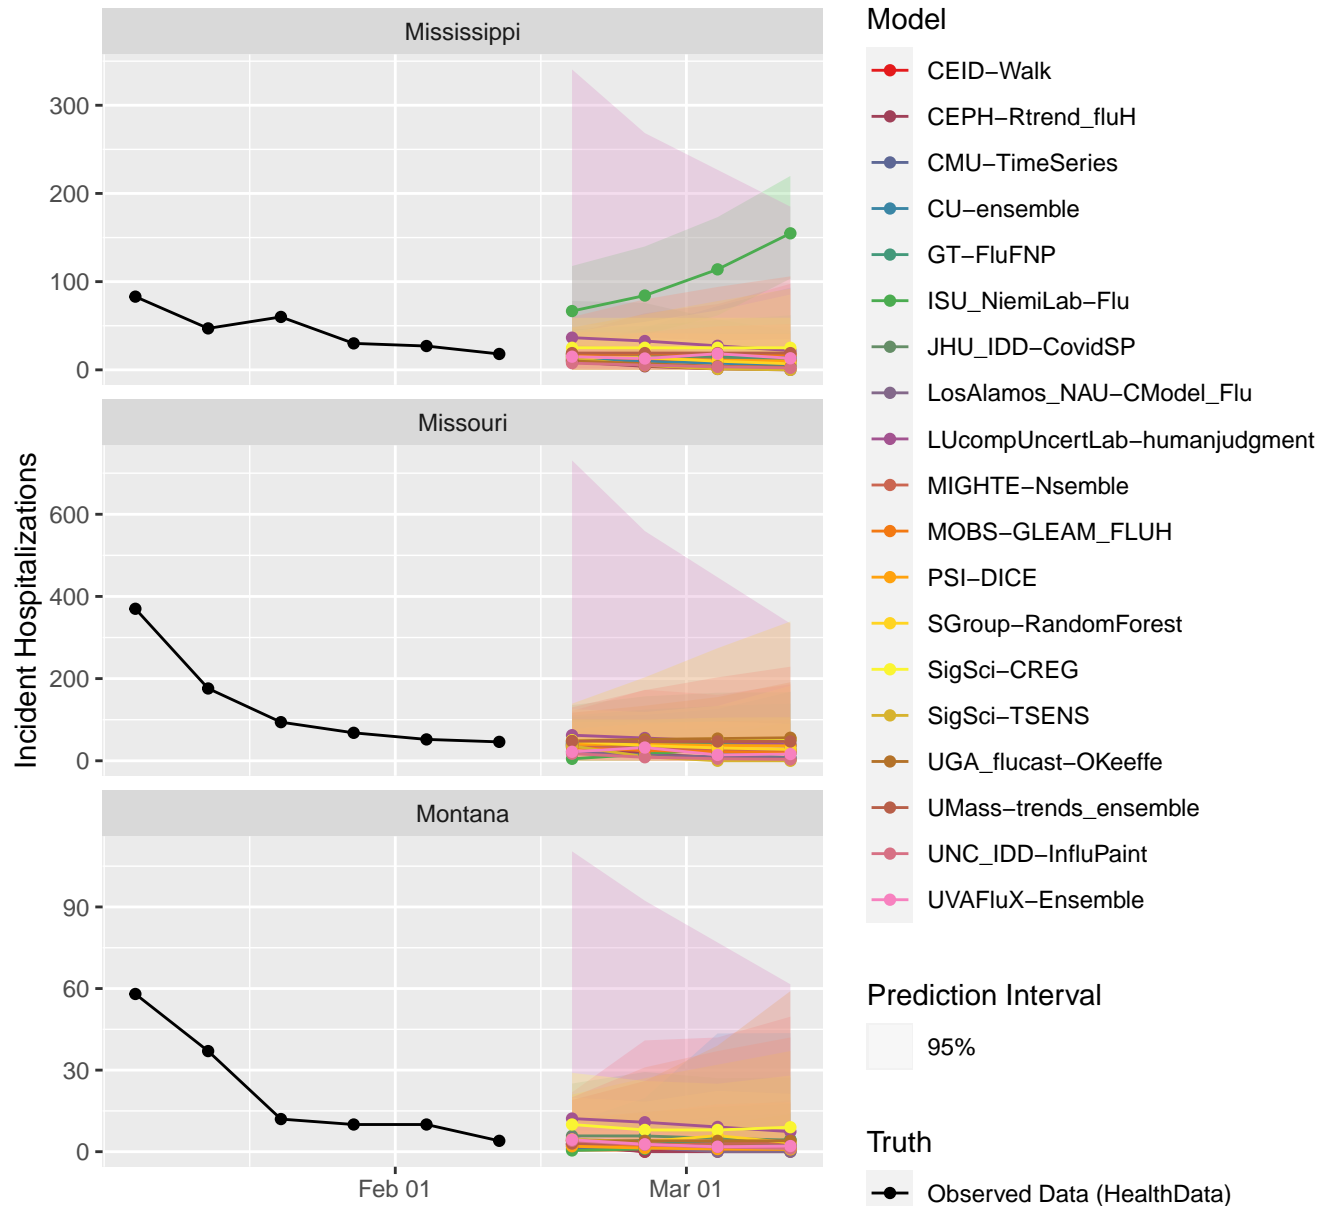 Mississippi
300
200
100
0
Missouri
600
400
200
0
Montana
90
60
30
0
Feb 01
Mar 01
Incident Hospitalizations
Model
CEID−Walk
CEPH−Rtrend_fluH
CMU−TimeSeries
CU−ensemble
GT−FluFNP
ISU_NiemiLab−Flu
JHU_IDD−CovidSP
LosAlamos_NAU−CModel_Flu
LUcompUncertLab−humanjudgment
MIGHTE−Nsemble
MOBS−GLEAM_FLUH
PSI−DICE
SGroup−RandomForest
SigSci−CREG
SigSci−TSENS
UGA_flucast−OKeeffe
UMass−trends_ensemble
UNC_IDD−InfluPaint
UVAFluX−Ensemble
Prediction Interval
95%
Truth
Observed Data (HealthData)